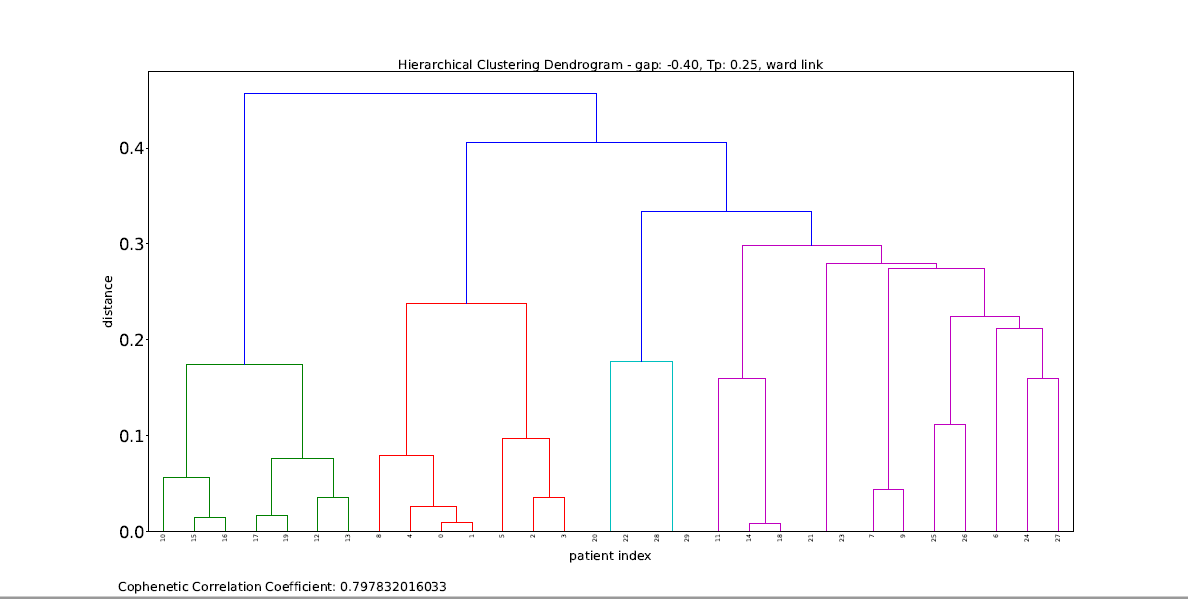 Hierarchical Clustering Dendrogram - gap: -0.40, Tp: 0.25, ward link
0.4
0.3
0.2
0.1
0.0
distance
10 15 16 17 19 12 13 8 4 0 1 5 2 3 20 22 28 29 11 14 18 21 23 7 9 25 26 6 24 27
patient index
Cophenetic Correlation Coefficient: 0.797832016033